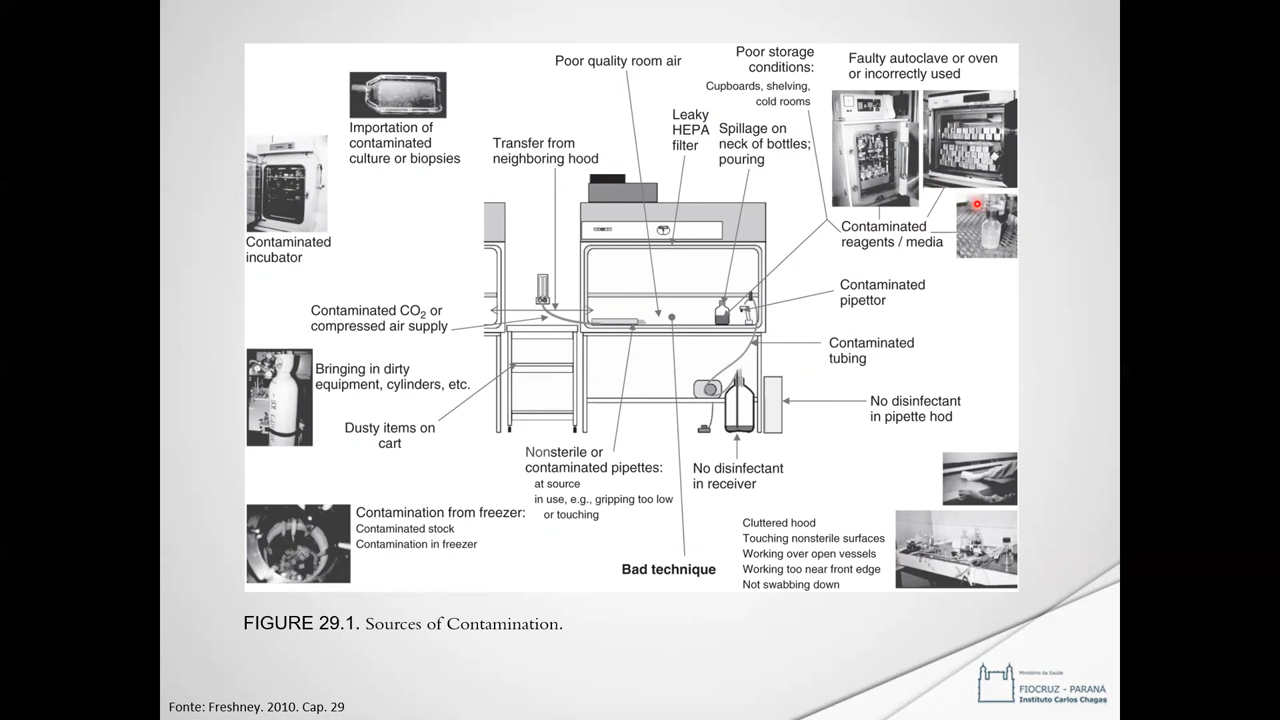 Poor quality room air
Poor storage
conditions:
Cupboards, shelving,
cold rooms
Faulty autoclave or oven
or incorrectly used
Importation of
contaminated
culture or biopsies
Transfer from
neighboring hood
Leaky
HEPA
filter
Spillage on
neck of bottles;
pouring
Contaminated
incubator
Contaminated
reagents / media
Contaminated CO2 or
compressed air supply
Contaminated
pipettor
Contaminated
tubing
Bringing in dirty
equipment, cylinders, etc.
No disinfectant
in pipette hod
Dusty items on
cart
Nonsterile or
contaminated pipettes:
at source
in use, e.g., gripping too low
or touching
No disinfectant
in receiver
Contamination from freezer:
Contaminated stock
Contamination in freezer
Bad technique
Cluttered hood
Touching nonsterile surfaces
Working over open vessels
Working too near front edge
Not swabbing down
FIGURE 29.1. Sources of Contamination.
Ministério da Saúde
FIOCRUZ - PARANÁ
Instituto Carlos Chagas
Fonte: Freshney. 2010. Cap. 29